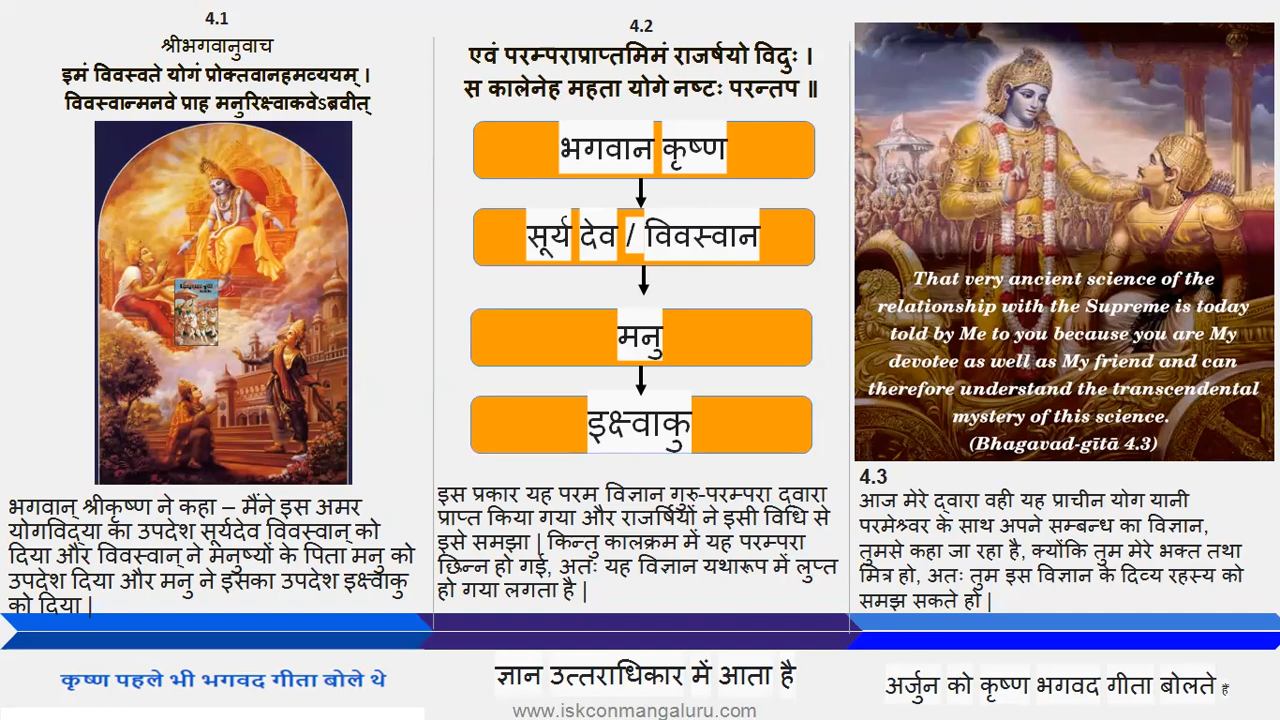 4.1
श्रीभगवानुवाच
इमं विवस्वते योगं प्रोक्तवानहमव्ययम् ।
विवस्वान्मनवे प्राह मनुरिक्ष्वाकवेऽब्रवीत्
भगवान् श्रीकृष्ण ने कहा – मैंने इस अमर
योगविद्या का उपदेश सूर्यदेव विवस्वान् को
दिया और विवस्वान् ने मनुष्यों के पिता मनु को
उपदेश दिया और मनु ने इसका उपदेश इक्ष्वाकु
को दिया |
कृष्ण पहले भी भगवद गीता बोले थे
4.2
एवं परम्पराप्राप्तमिमं राजर्षयो विदुः ।
स कालेनेह महता योगे नष्टः परन्तप ॥
भगवान कृष्ण
सूर्य देव / विवस्वान
मनु
इक्ष्वाकु
इस प्रकार यह परम विज्ञान गुरु-परम्परा द्वारा
प्राप्त किया गया और राजर्षियों ने इसी विधि से
इसे समझा | किन्तु कालक्रम में यह परम्परा
छिन्न हो गई, अतः यह विज्ञान यथारूप में लुप्त
हो गया लगता है |
ज्ञान उत्तराधिकार में आता है
www.iskconmangaluru.com
That very ancient science of the
relationship with the Supreme is today
told by Me to you because you are My
devotee as well as My friend and can
therefore understand the transcendental
mystery of this science.
(Bhagavad-gītā 4.3)
4.3
आज मेरे द्वारा वही यह प्राचीन योग यानी
परमेश्र्वर के साथ अपने सम्बन्ध का विज्ञान,
तुमसे कहा जा रहा है, क्योंकि तुम मेरे भक्त तथा
मित्र हो, अतः तुम इस विज्ञान के दिव्य रहस्य को
समझ सकते हो |
अर्जुन को कृष्ण भगवद गीता बोलते हैं